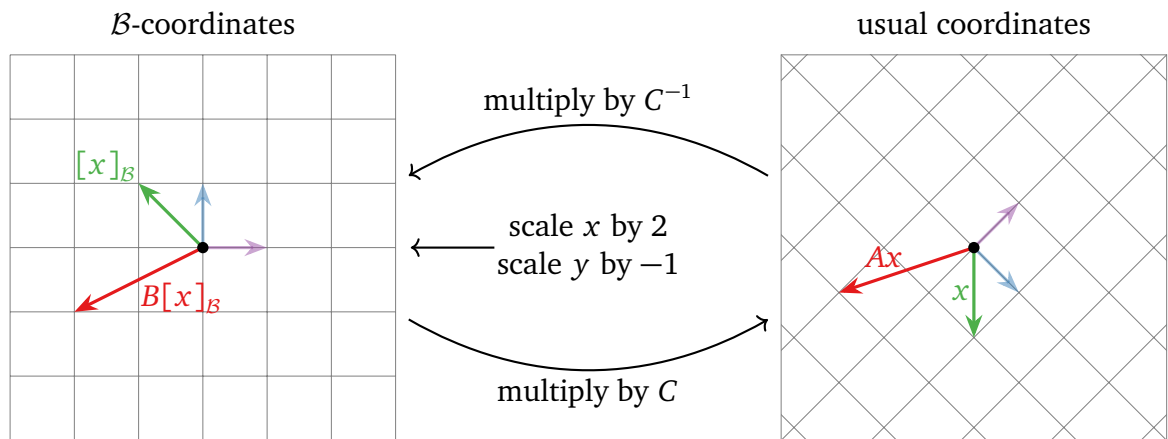 ℬ-coordinates
usual coordinates
multiply by C⁻¹
[x]ℬ
scale x by 2
scale y by −1
Ax
x
B[x]ℬ
multiply by C